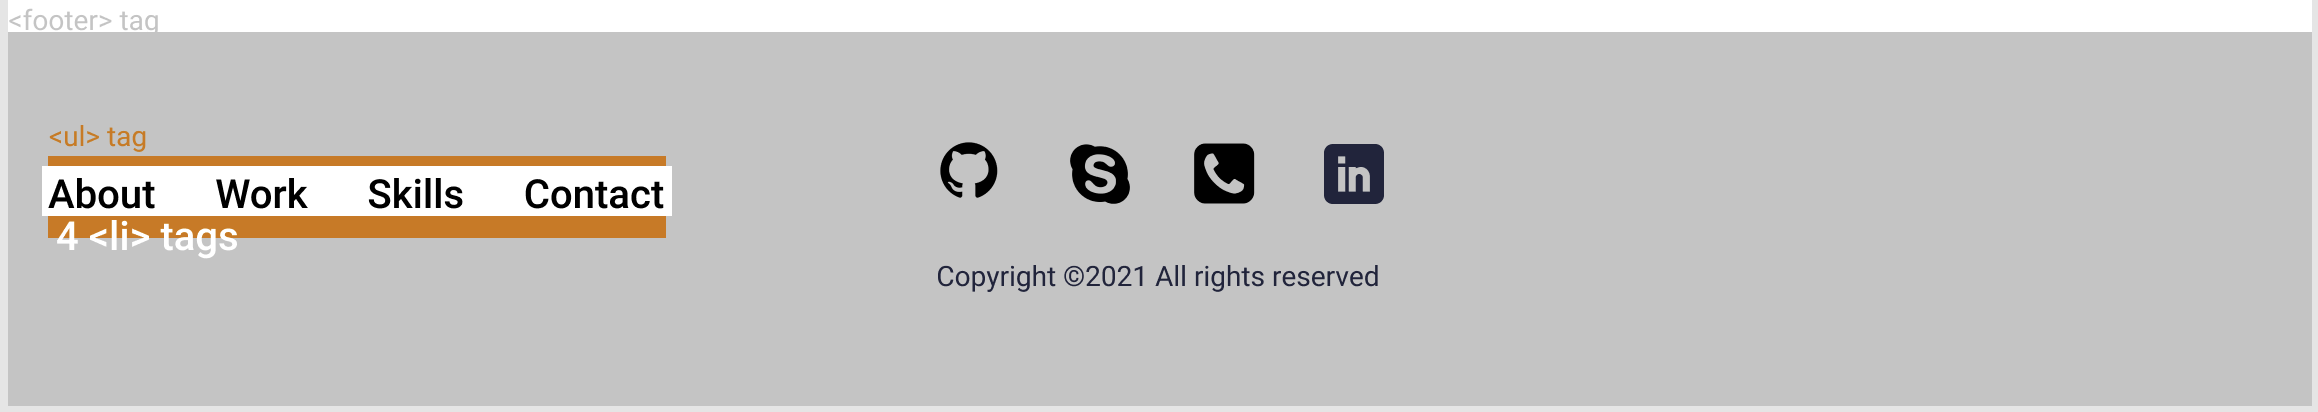 <footer> tag
<ul> tag
About Work Skills Contact
4 <li> tags
Copyright ©2021 All rights reserved